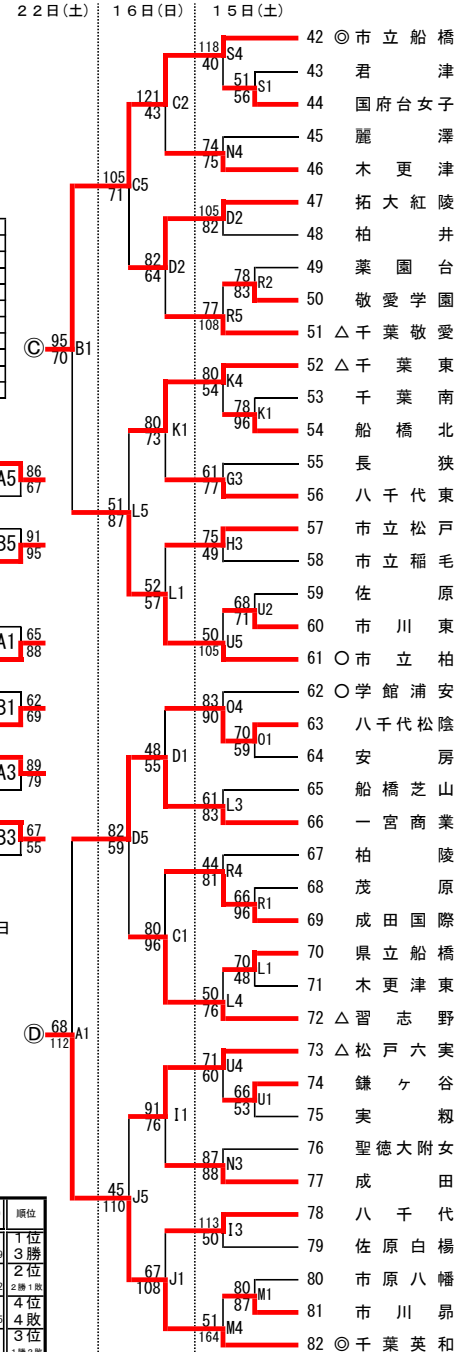 22日(土) 16日(日) 15日(土)
42 ◎ 市立船橋
118 S4
40
43 君津
51 S1
56
44 国府台女子
121 C2
43
45 麗澤
74 N4
75
46 木更津
105 C5
71
47 拓大紅陵
105 D2
82
48 柏井
82 D2
64
49 薬園台
78 R2
83
50 敬愛学園
77 R5
108
51 △ 千葉敬愛
Ⓒ 95 B1
70
52 △ 千葉東
80 K4
54
53 千葉南
78 K1
96
54 船橋北
80 K1
73
55 長狭
61 G3
77
56 八千代東
A5 86
67
51 L5
87
57 市立松戸
75 H3
49
58 市立稲毛
B5 91
95
52 L1
57
59 佐原
68 U2
71
60 市川東
50 U5
105
61 ○ 市立柏
A1 65
88
62 ○ 学館浦安
83 O4
90
63 八千代松陰
70 O1
59
64 安房
B1 62
69
48 D1
55
65 船橋芝山
61 L3
83
66 一宮商業
A3 89
79
82 D5
59
67 柏陵
44 R4
81
68 茂原
66 R1
96
69 成田国際
B3 67
55
80 C1
96
70 県立船橋
70 L1
48
71 木更津東
50 L4
76
72 △ 習志野
日
Ⓓ 68 A1
112
73 △ 松戸六実
71 U4
60
74 鎌ヶ谷
66 U1
53
75 実籾
91 I1
76
76 聖徳大附女
87 N3
88
77 成田
45 J5
110
78 八千代
113 I3
50
79 佐原白楊
67 J1
108
80 市原八幡
80 M1
87
81 市川昴
51 M4
164
82 ◎ 千葉英和
順位
1位
3勝
2位
2勝1敗
4位
4敗
3位